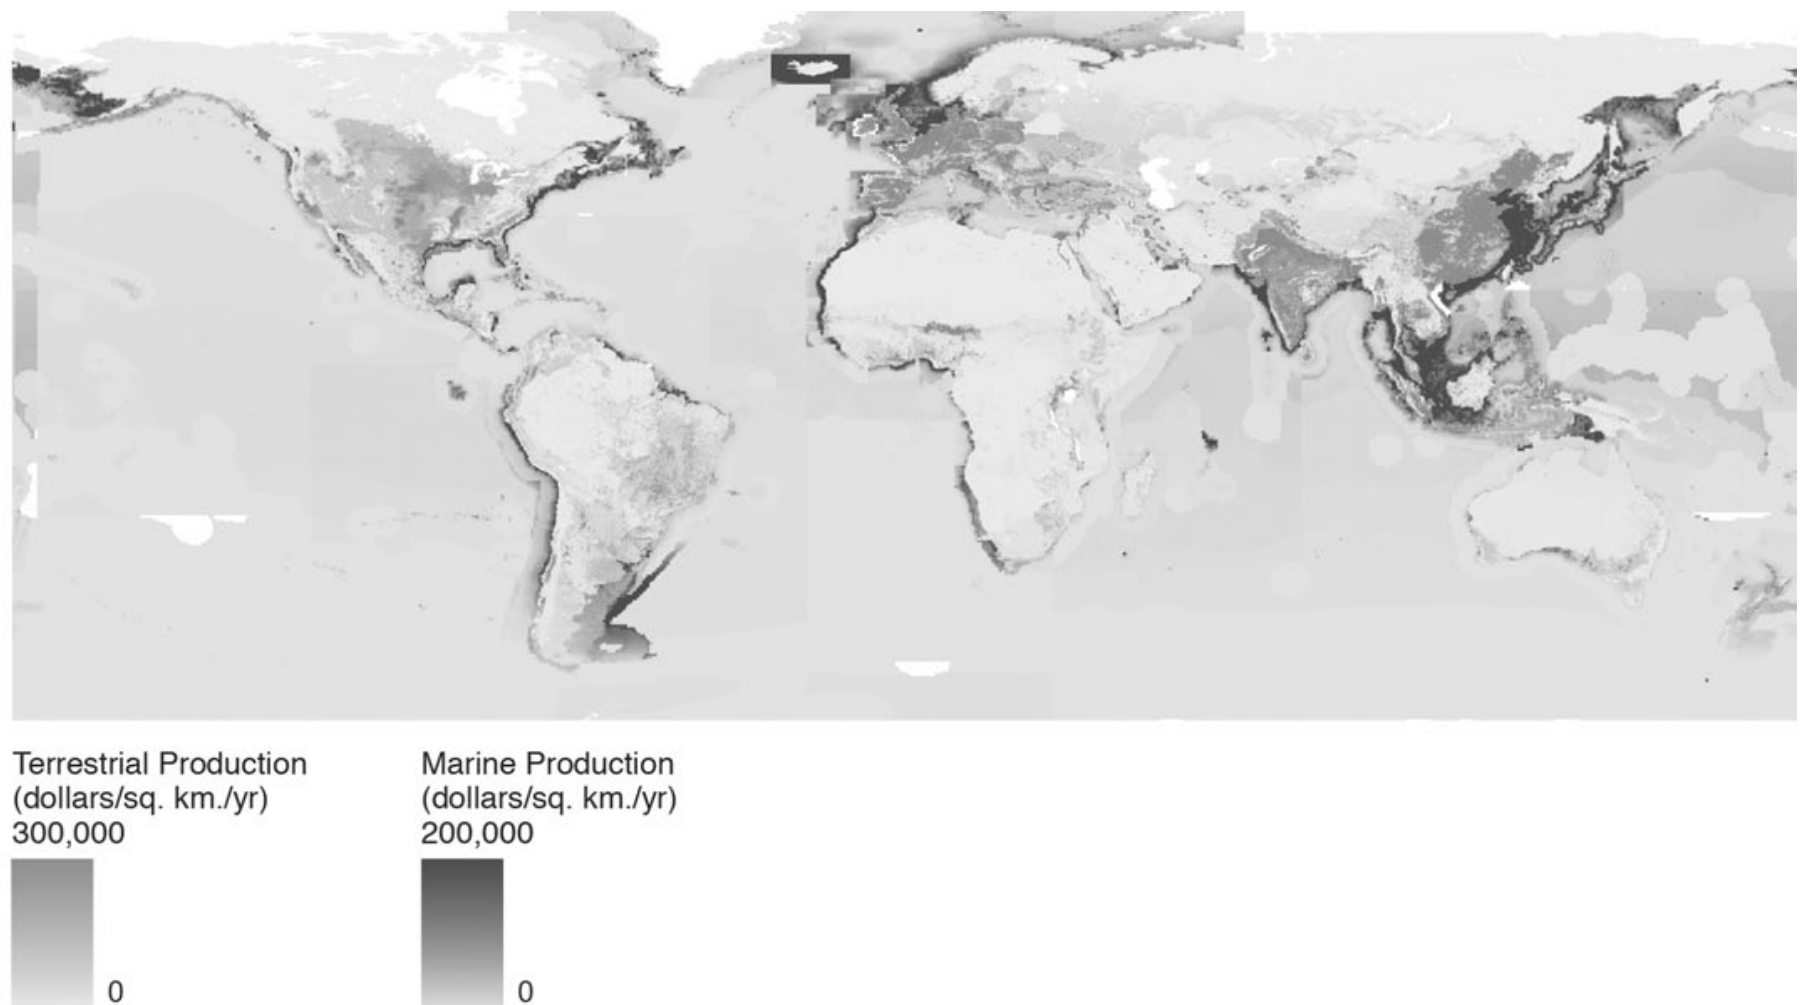 Terrestrial Production
(dollars/sq. km./yr)
300,000
0
Marine Production
(dollars/sq. km./yr)
200,000
0